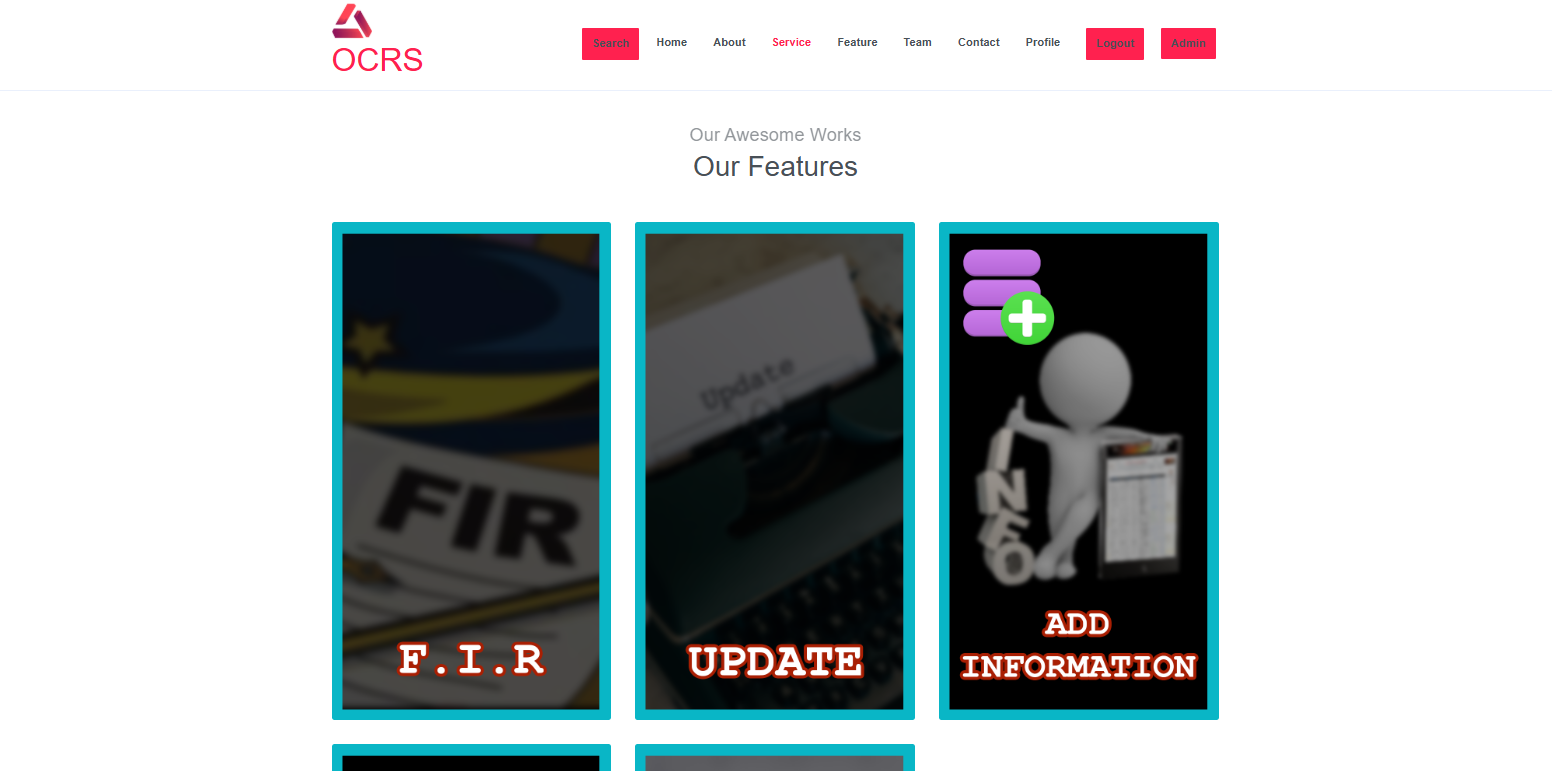 OCRS
Search Home About Service Feature Team Contact Profile Logout Admin
Our Awesome Works
Our Features
FIR
F.I.R
Update
UPDATE
INFO
ADD
INFORMATION